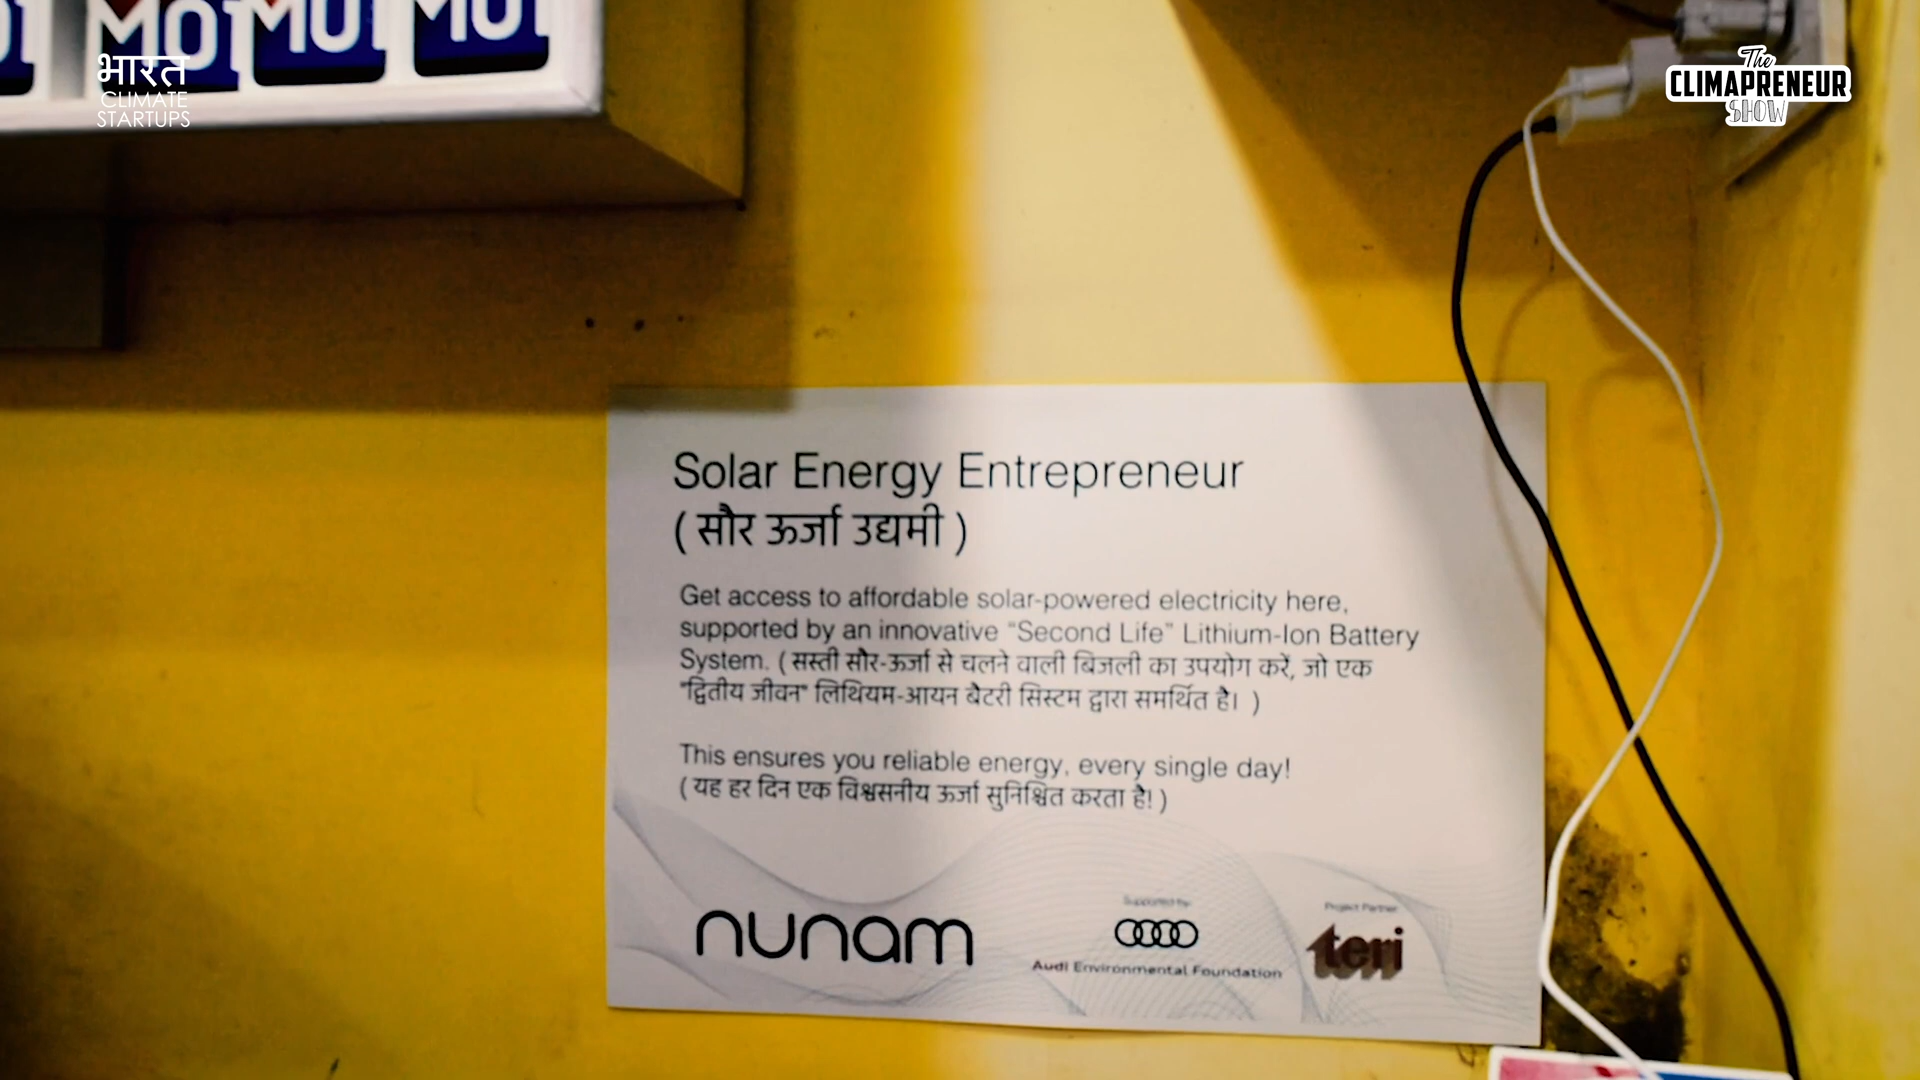 MOI
MOI
MOI
भारत
CLIMATE
STARTUPS
The
CLIMAPRENEUR
SHOW
Solar Energy Entrepreneur
( सौर ऊर्जा उद्यमी )
Get access to affordable solar-powered electricity here,
supported by an innovative "Second Life" Lithium-Ion Battery
System. ( सस्ती सौर-ऊर्जा से चलने वाली बिजली का उपयोग करें, जो एक
"द्वितीय जीवन" लिथियम-आयन बैटरी सिस्टम द्वारा समर्थित है। )
This ensures you reliable energy, every single day!
( यह हर दिन एक विश्वसनीय ऊर्जा सुनिश्चित करता है! )
nunam
Supported by
Audi Environmental Foundation
Project Partner
teri